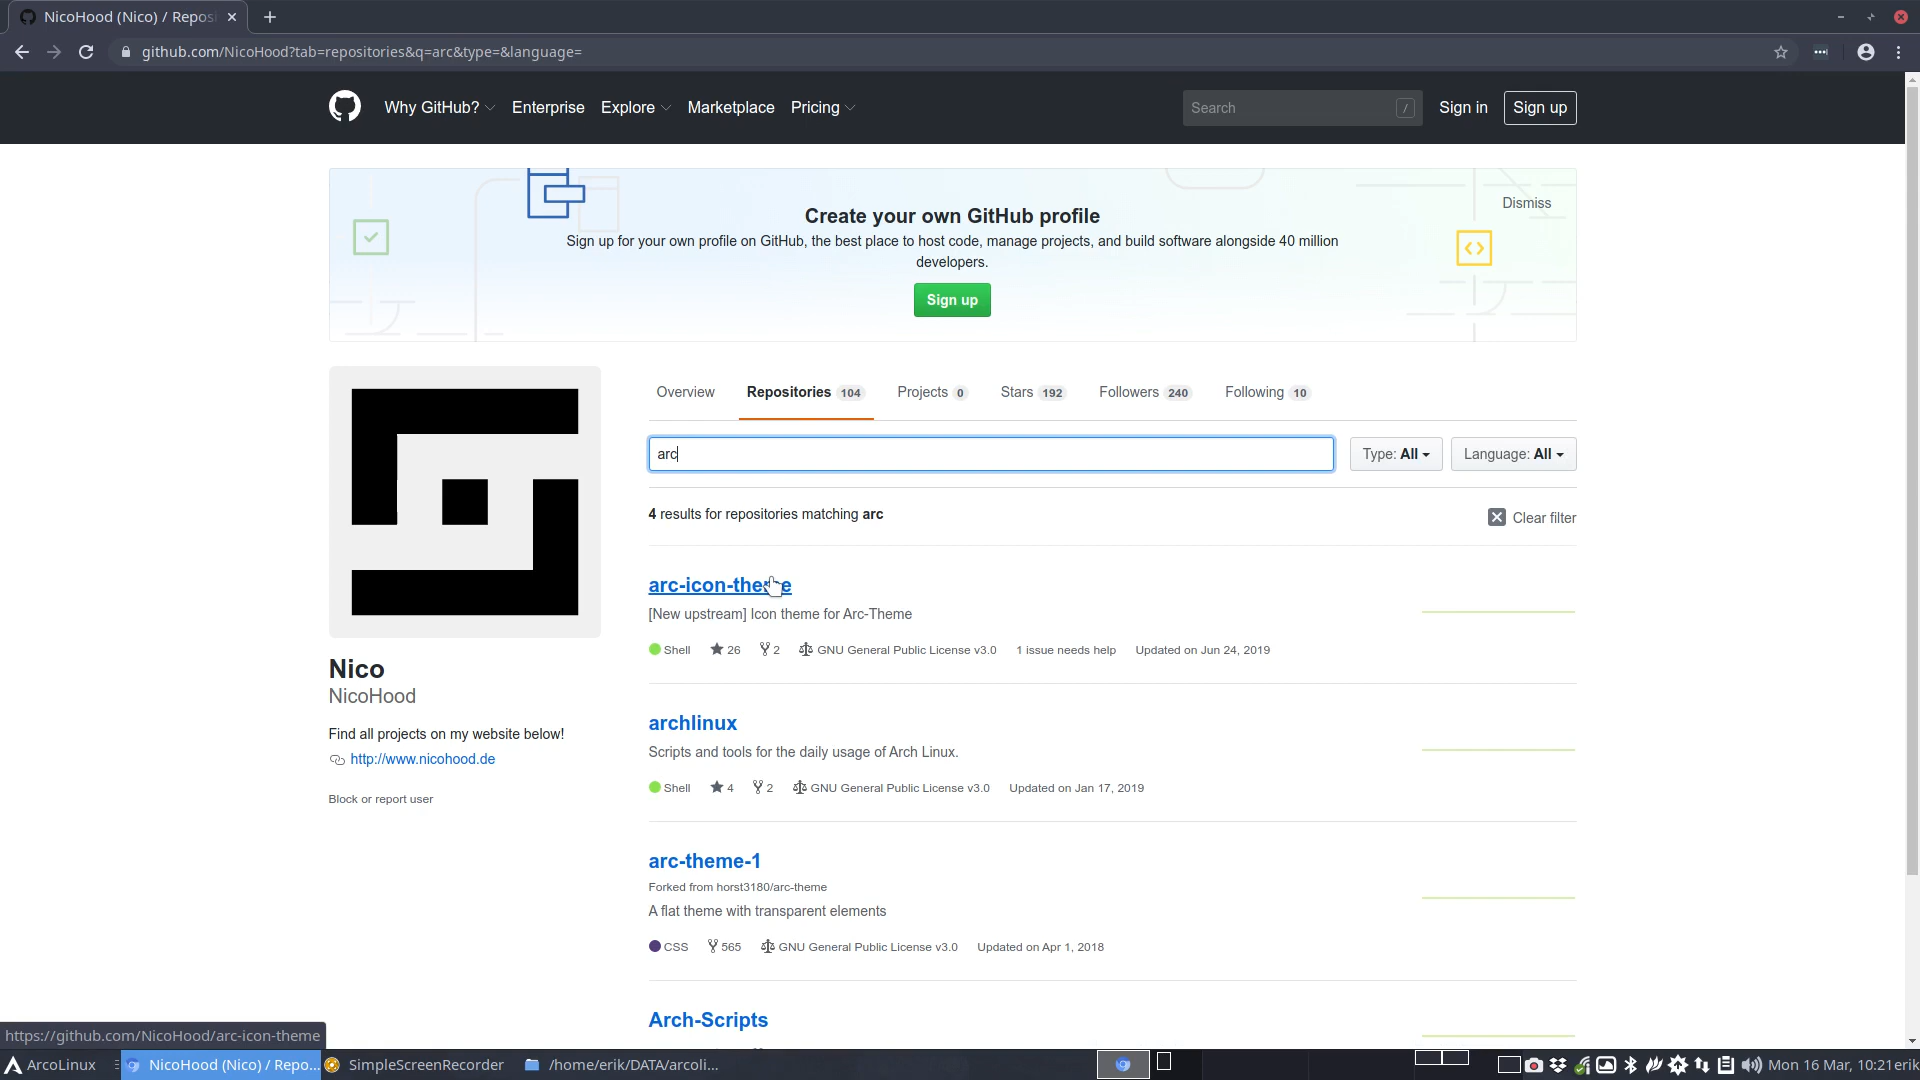 NicoHood (Nico) / Reposi
github.com/NicoHood?tab=repositories&q=arc&type=&language=
Why GitHub? Enterprise Explore Marketplace Pricing Search / Sign in Sign up
Dismiss
Create your own GitHub profile
Sign up for your own profile on GitHub, the best place to host code, manage projects, and build software alongside 40 million
developers.
Sign up
Overview Repositories 104 Projects 0 Stars 192 Followers 240 Following 10
arc Type: All Language: All
4 results for repositories matching arc Clear filter
arc-icon-theme
[New upstream] Icon theme for Arc-Theme
Shell 26 2 GNU General Public License v3.0 1 issue needs help Updated on Jun 24, 2019
Nico
NicoHood
Find all projects on my website below!
http://www.nicohood.de
Block or report user
archlinux
Scripts and tools for the daily usage of Arch Linux.
Shell 4 2 GNU General Public License v3.0 Updated on Jan 17, 2019
arc-theme-1
Forked from horst3180/arc-theme
A flat theme with transparent elements
CSS 565 GNU General Public License v3.0 Updated on Apr 1, 2018
Arch-Scripts
https://github.com/NicoHood/arc-icon-theme
ArcoLinux NicoHood (Nico) / Repo... SimpleScreenRecorder /home/erik/DATA/arcoli... Mon 16 Mar, 10:21 erik